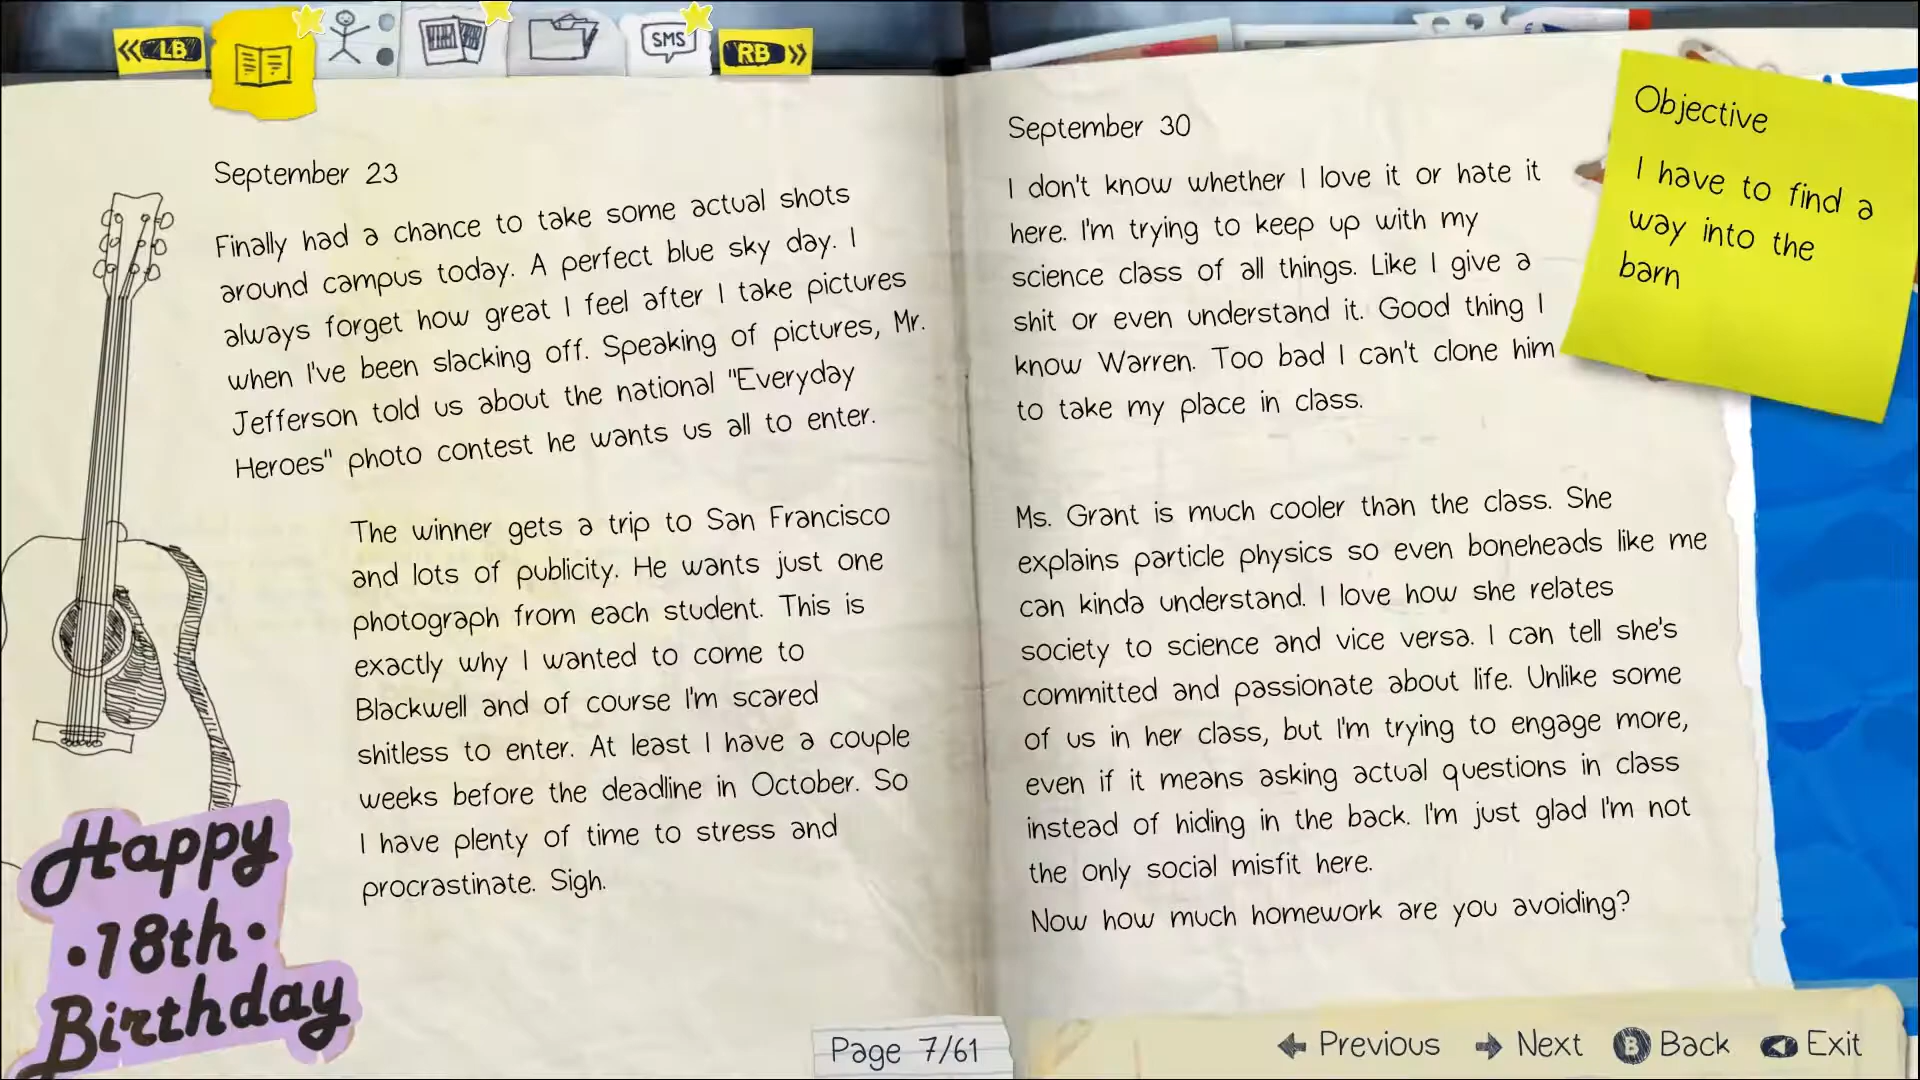 LB
SMS
RB
September 23
Finally had a chance to take some actual shots
around campus today. A perfect blue sky day. I
always forget how great I feel after I take pictures
when I've been slacking off. Speaking of pictures, Mr.
Jefferson told us about the national "Everyday
Heroes" photo contest he wants us all to enter.
The winner gets a trip to San Francisco
and lots of publicity. He wants just one
photograph from each student. This is
exactly why I wanted to come to
Blackwell and of course I'm scared
shitless to enter. At least I have a couple
weeks before the deadline in October. So
I have plenty of time to stress and
procrastinate. Sigh.
Happy
•18th•
Birthday
September 30
I don't know whether I love it or hate it
here. I'm trying to keep up with my
science class of all things. Like I give a
shit or even understand it. Good thing I
know Warren. Too bad I can't clone him
to take my place in class.
Ms. Grant is much cooler than the class. She
explains particle physics so even boneheads like me
can kinda understand. I love how she relates
society to science and vice versa. I can tell she's
committed and passionate about life. Unlike some
of us in her class, but I'm trying to engage more,
even if it means asking actual questions in class
instead of hiding in the back. I'm just glad I'm not
the only social misfit here.
Now how much homework are you avoiding?
Objective
I have to find a
way into the
barn
Page 7/61
Previous
Next
B Back
Exit